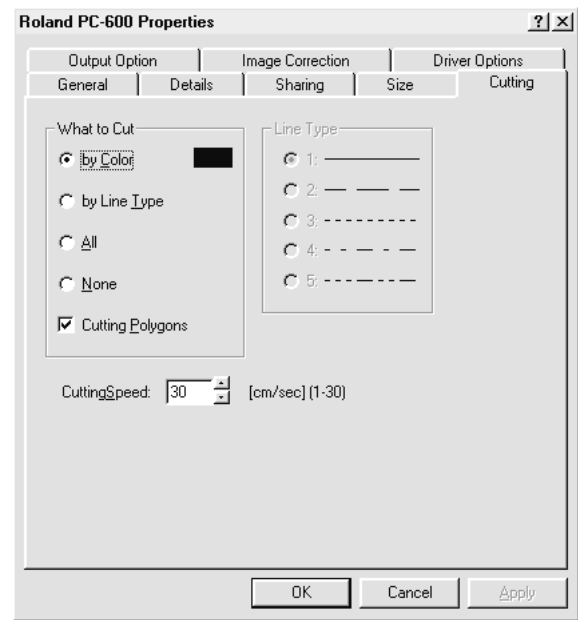 Roland PC-600 Properties
Output Option Image Correction Driver Options
General Details Sharing Size Cutting
What to Cut
by Color
by Line Type
All
None
Cutting Polygons
Line Type
1:
2:
3:
4:
5:
CuttingSpeed: 30 [cm/sec] (1-30)
OK Cancel Apply